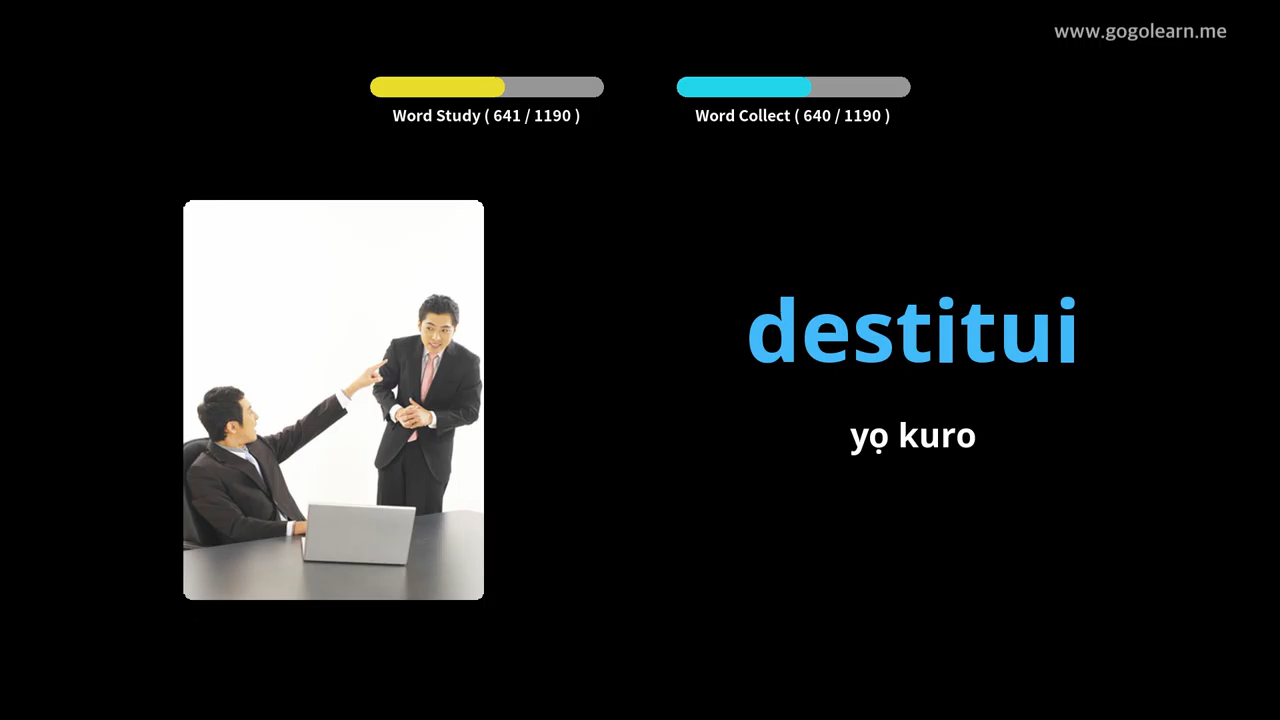 www.gogolearn.me
Word Study ( 641 / 1190 )
Word Collect ( 640 / 1190 )
destitui
yọ kuro